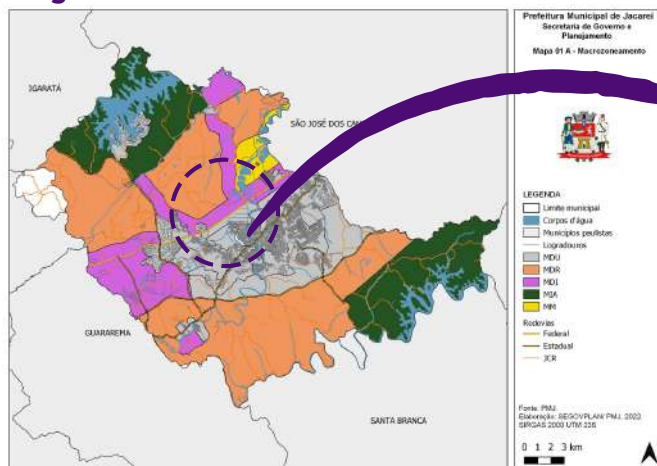 Prefeitura Municipal de Jacareí
Secretaria de Governo e
Planejamento
Mapa 01 A - Macrozoneamento
IGARATÁ
SÃO JOSÉ DOS CA
GUARAREMA
SANTA BRANCA
LEGENDA
Limite municipal
Corpos d'água
Municípios paulistas
Logradouros
MDU
MDR
MDI
MIA
MM
Rodovias
Federal
Estadual
JCR
Fonte: PMJ.
Elaboração: SEGOVPLAN/ PMJ, 2022
SIRGAS 2000 UTM 23S
0 1 2 3 km